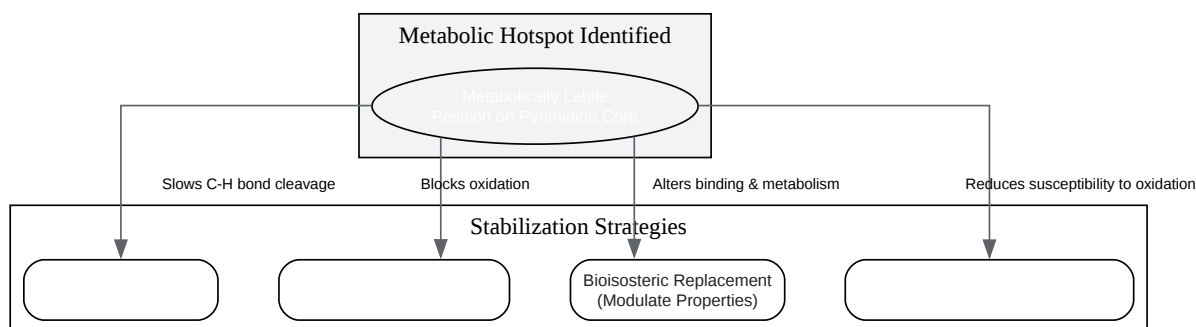 Metabolic Hotspot Identified
Metabolically Labile
Position on Pyrimidine Core
Slows C-H bond cleavage
Blocks oxidation
Alters binding & metabolism
Reduces susceptibility to oxidation
Stabilization Strategies
Bioisosteric Replacement
(Modulate Properties)